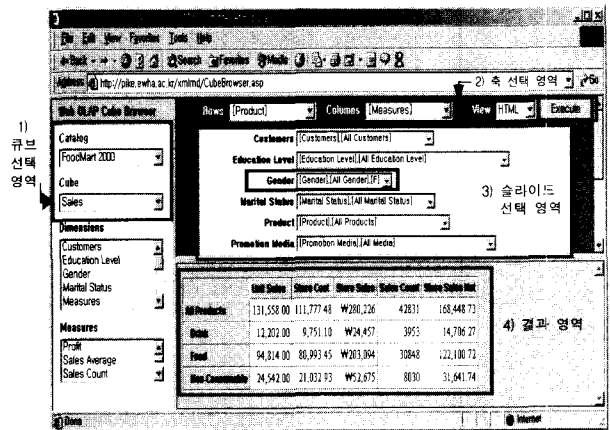 File Edit View Favorites Tools Help
Back Search Favorites Media
Address http://pike.ewha.ac.kr/xmlmd/CubeBrowser.asp Go
2) 축 선택 영역
Web OLAP Cube Browser
Rows [Product] Columns [Measures] View HTML Execute
1)
큐브
선택
영역
Catalog
FoodMart 2000
Cube
Sales
Dimensions
Customers
Education Level
Gender
Marital Status
Measures
Measures
Profit
Sales Average
Sales Count
Customers [Customers].[All Customers]
Education Level [Education Level].[All Education Level]
Gender [Gender].[All Gender].[F]
Marital Status [Marital Status].[All Marital Status]
Product [Product].[All Products]
Promotion Media [Promotion Media].[All Media]
3) 슬라이드
선택 영역
Unit Sales Store Cost Store Sales Sales Count Store Sales Net
All Products 131,558.00 111,777.48 ₩280,226 42831 168,448.73
Drink 12,202.00 9,751.10 ₩24,457 3953 14,706.27
Food 94,814.00 80,993.45 ₩203,094 30848 122,100.72
Non-Consumable 24,542.00 21,032.93 ₩52,675 8030 31,641.74
4) 결과 영역
Done
Internet